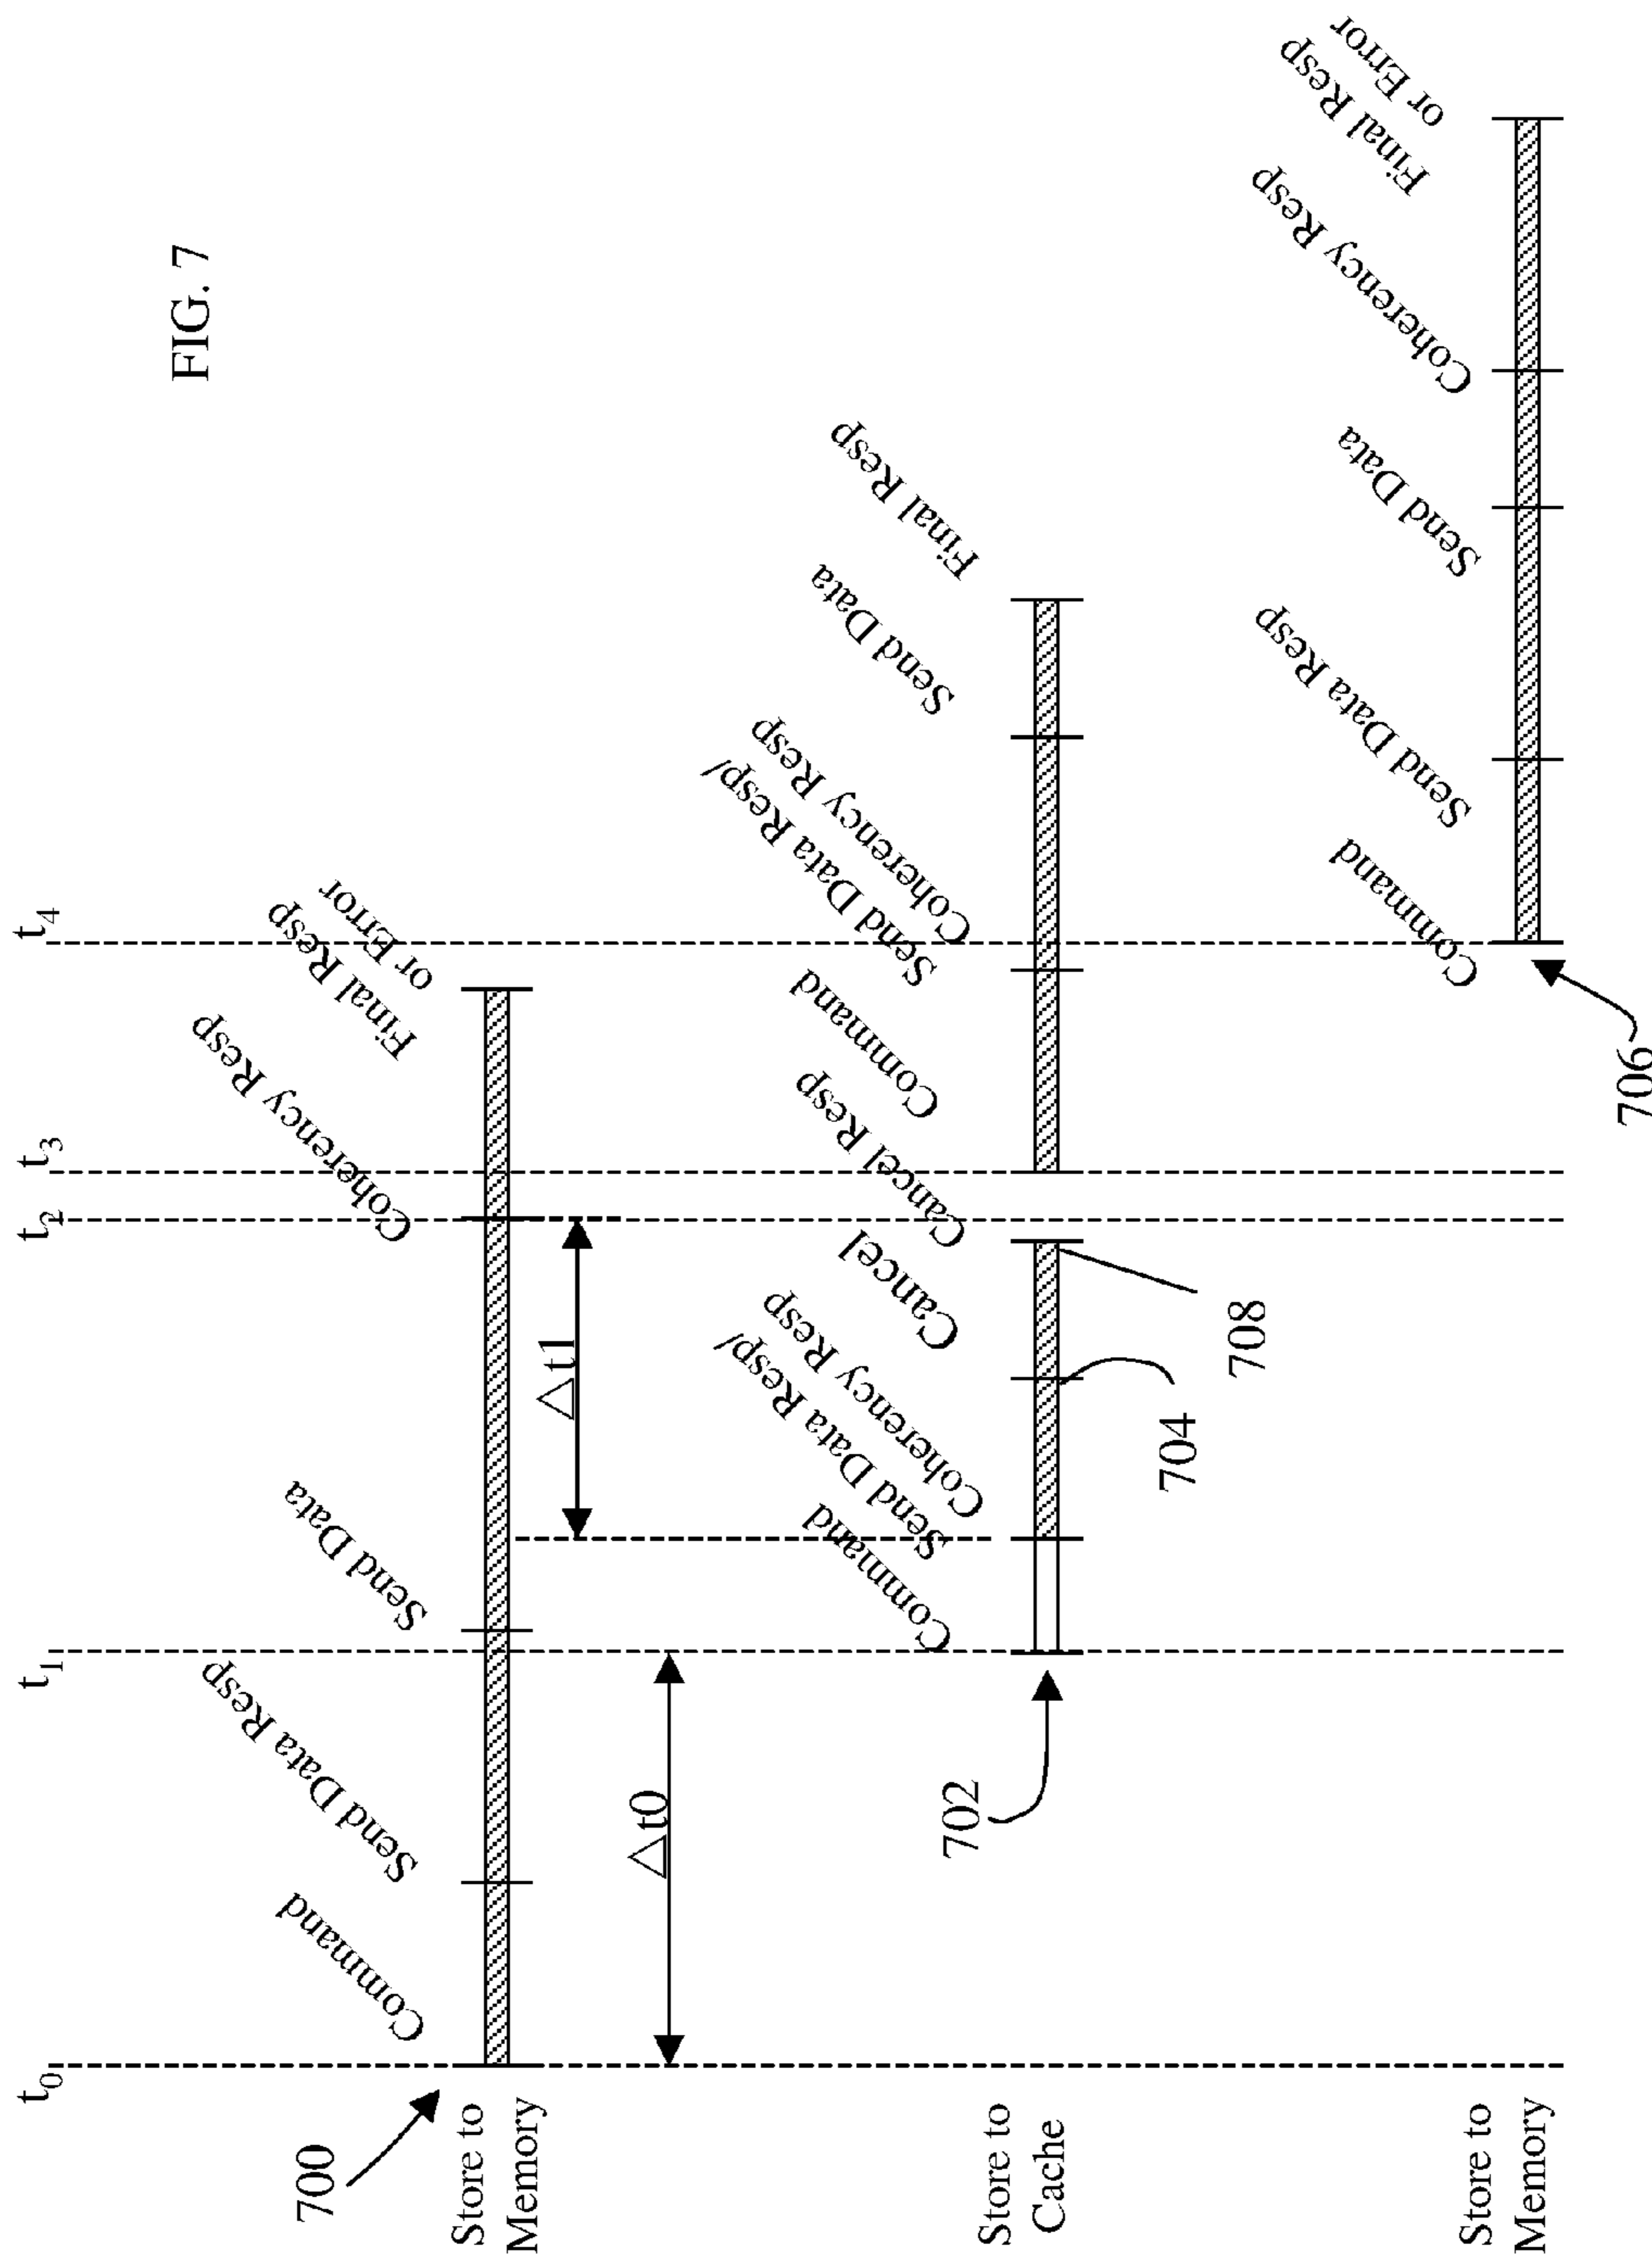 FIG. 7
t0
t1
t2
t3
t4
700
Store to
Memory
Command
Send Data Resp
Send Data
Coherency Resp
Final Resp
or Error
△t0
△t1
702
Store to
Cache
Command
Send Data Resp/
Coherency Resp
Cancel
Cancel Resp
Command
Send Data Resp/
Coherency Resp
Send Data
Final Resp
704
708
Store to
Memory
Command
Send Data Resp
Send Data
Coherency Resp
Final Resp
or Error
706